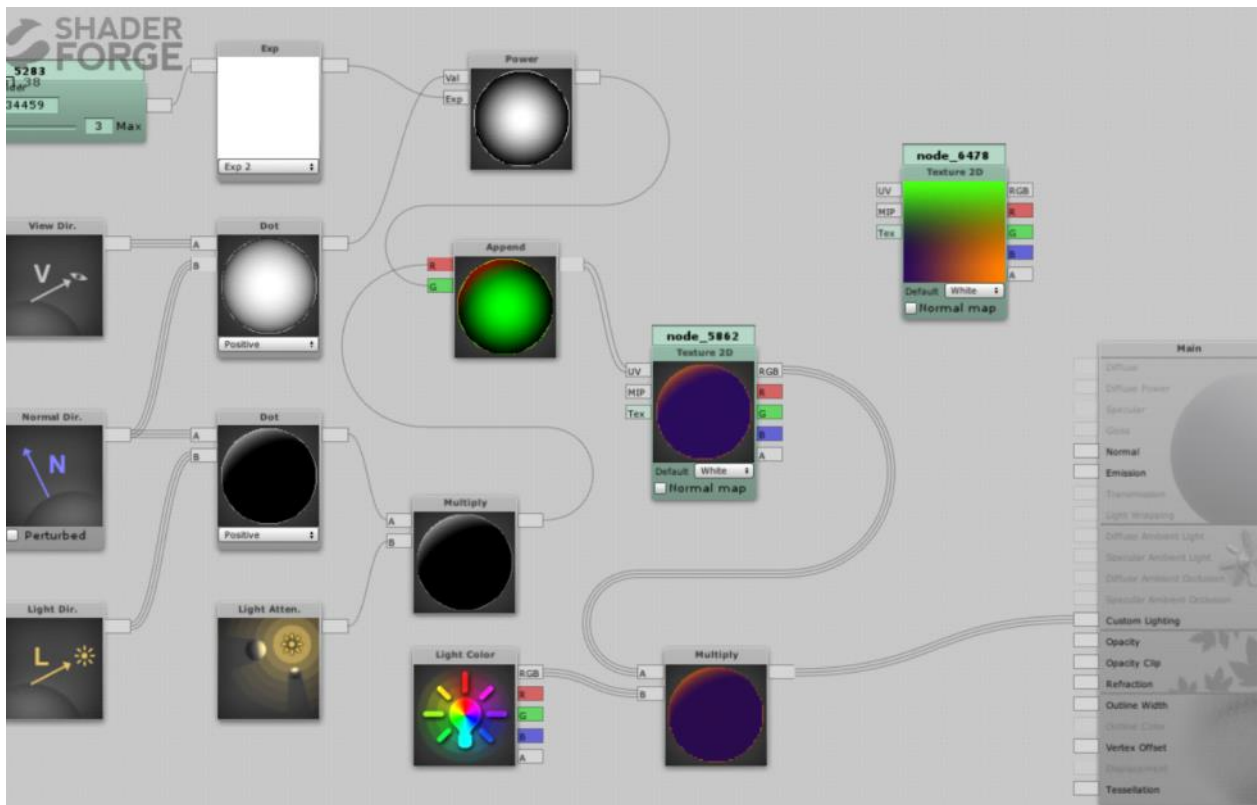 SHADER
FORGE
5283
34459
3 Max
Exp
Exp 2
Power
Val
Exp
View Dir.
V
Dot
A
B
Positive
Append
R
G
node_6478
Texture 2D
UV
MIP
Tex
RGB
R
G
B
A
Default White
Normal map
node_5862
Texture 2D
UV
MIP
Tex
RGB
R
G
B
A
Default White
Normal map
Normal Dir.
N
Perturbed
Dot
A
B
Positive
Multiply
A
B
Light Dir.
L
Light Atten.
Light Color
RGB
R
G
B
A
Multiply
A
B
Main
Diffuse
Diffuse Power
Specular
Gloss
Normal
Emission
Transmission
Light Wrapping
Diffuse Ambient Light
Specular Ambient Light
Diffuse Ambient Occlusion
Specular Ambient Occlusion
Custom Lighting
Opacity
Opacity Clip
Refraction
Outline Width
Outline Color
Vertex Offset
Displacement
Tessellation